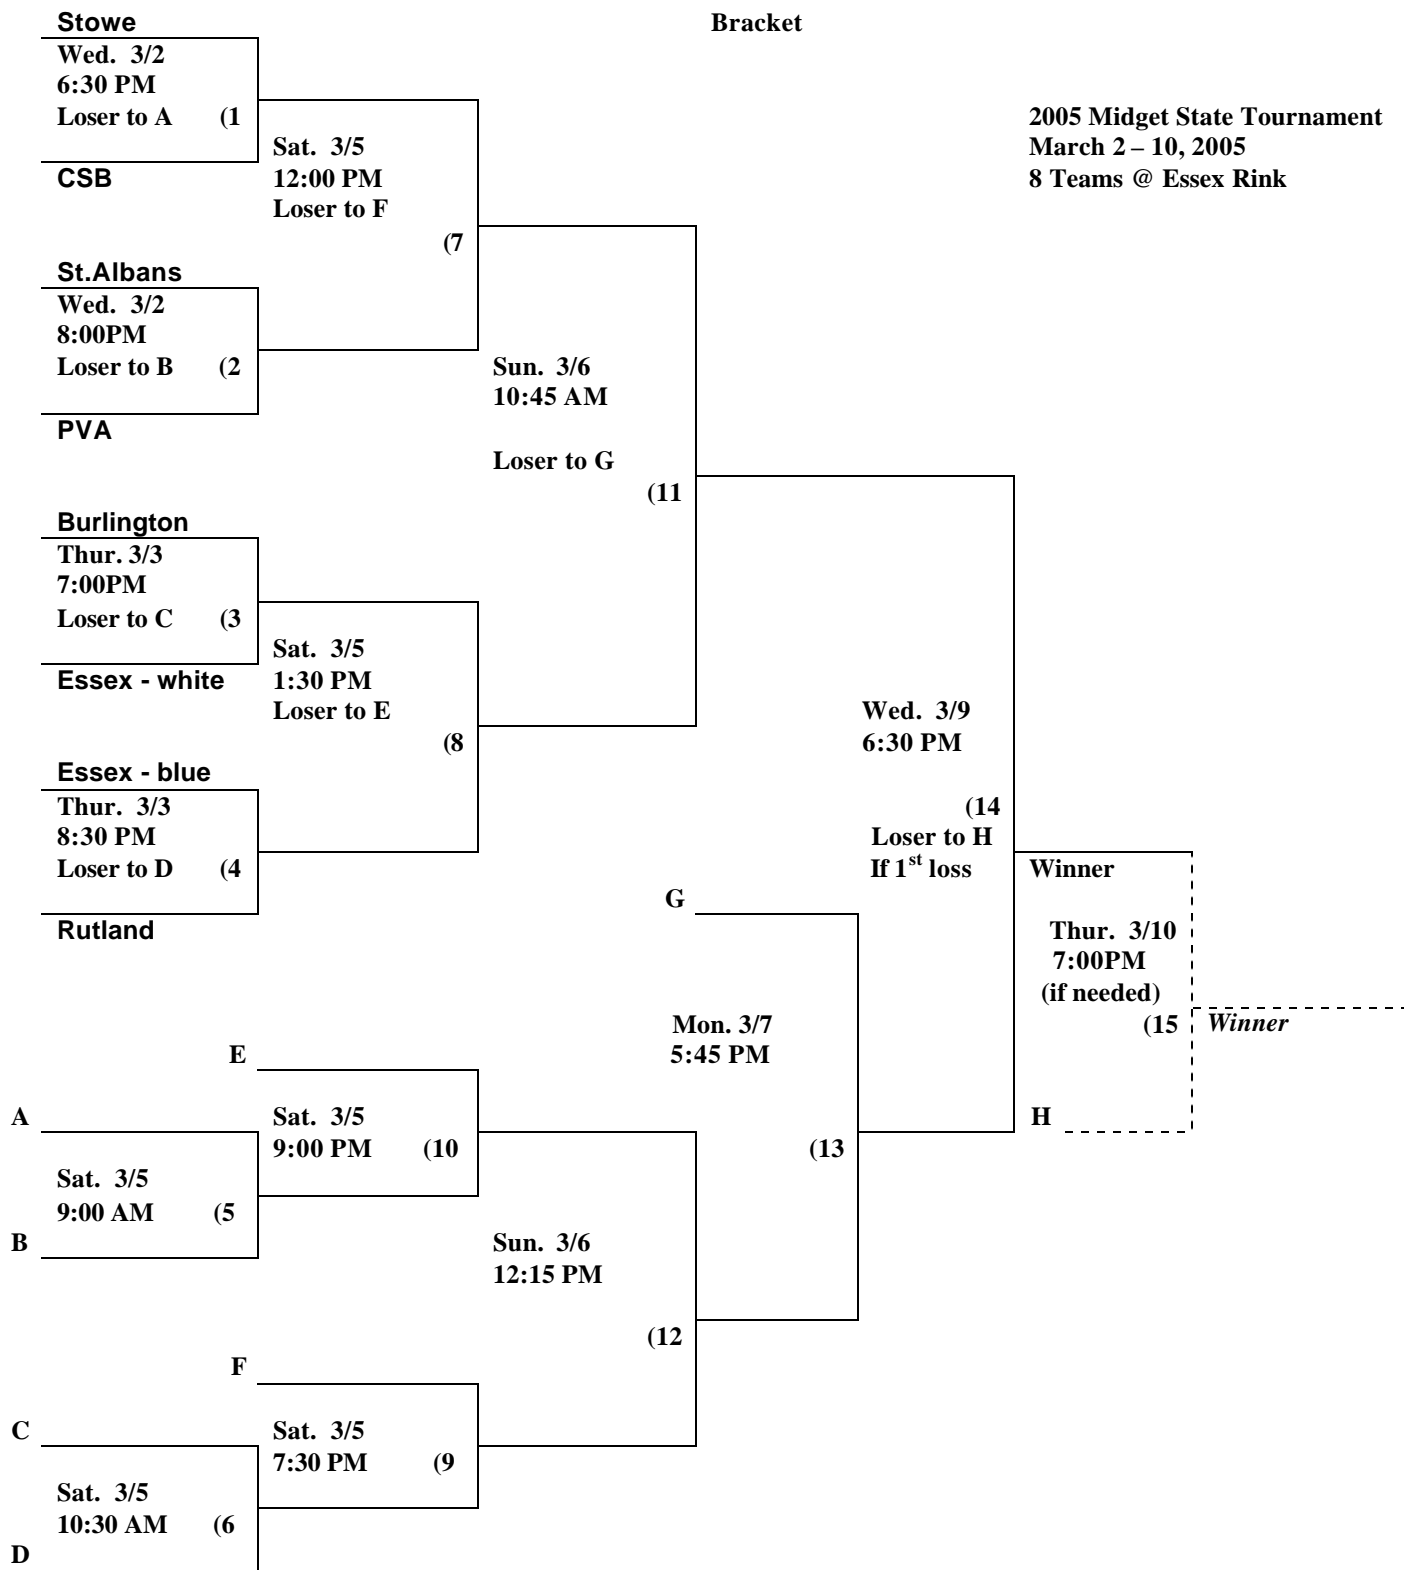 Bracket
2005 Midget State Tournament
March 2 – 10, 2005
8 Teams @ Essex Rink
Stowe
Wed. 3/2
6:30 PM
Loser to A (1
CSB
Sat. 3/5
12:00 PM
Loser to F
(7
St.Albans
Wed. 3/2
8:00PM
Loser to B (2
PVA
Sun. 3/6
10:45 AM
Loser to G
(11
Burlington
Thur. 3/3
7:00PM
Loser to C (3
Essex - white
Sat. 3/5
1:30 PM
Loser to E
(8
Essex - blue
Thur. 3/3
8:30 PM
Loser to D (4
Rutland
Wed. 3/9
6:30 PM
(14
Loser to H
If 1st loss
Winner
Thur. 3/10
7:00PM
(if needed)
(15
Winner
H
G
Mon. 3/7
5:45 PM
(13
E
Sat. 3/5
9:00 PM (10
A
Sat. 3/5
9:00 AM (5
B
Sun. 3/6
12:15 PM
(12
F
Sat. 3/5
7:30 PM (9
C
Sat. 3/5
10:30 AM (6
D